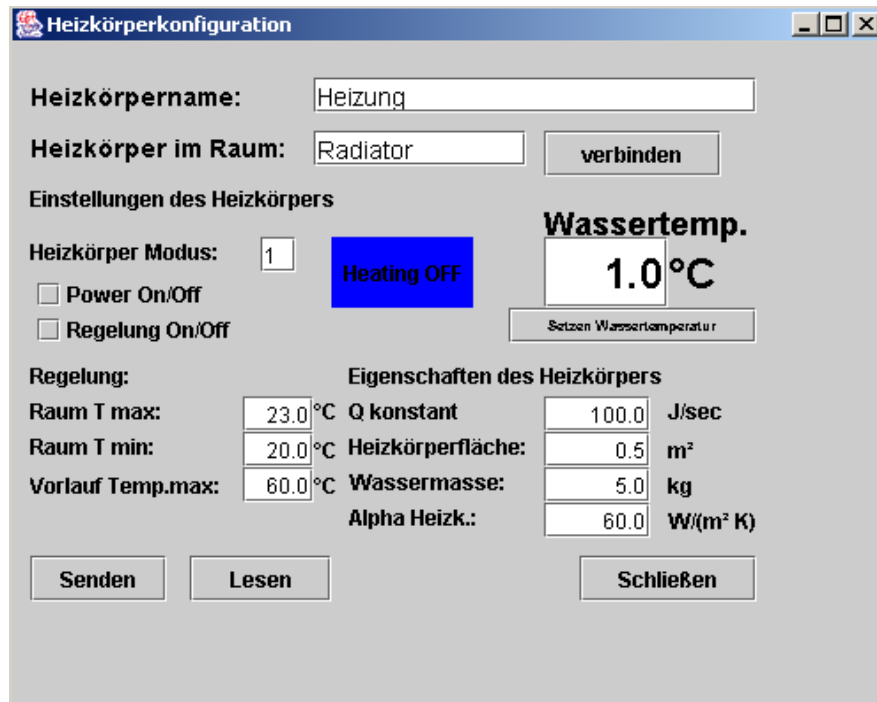 Heizkörperkonfiguration
Heizkörpername: Heizung
Heizkörper im Raum: Radiator verbinden
Einstellungen des Heizkörpers
Wassertemp.
Heizkörper Modus: 1 Heating OFF 1.0 °C
Power On/Off
Regelung On/Off Setzen Wassertemperatur
Regelung: Eigenschaften des Heizkörpers
Raum T max: 23.0 °C Q konstant 100.0 J/sec
Raum T min: 20.0 °C Heizkörperfläche: 0.5 m²
Vorlauf Temp.max: 60.0 °C Wassermasse: 5.0 kg
Alpha Heizk.: 60.0 W/(m² K)
Senden Lesen Schließen